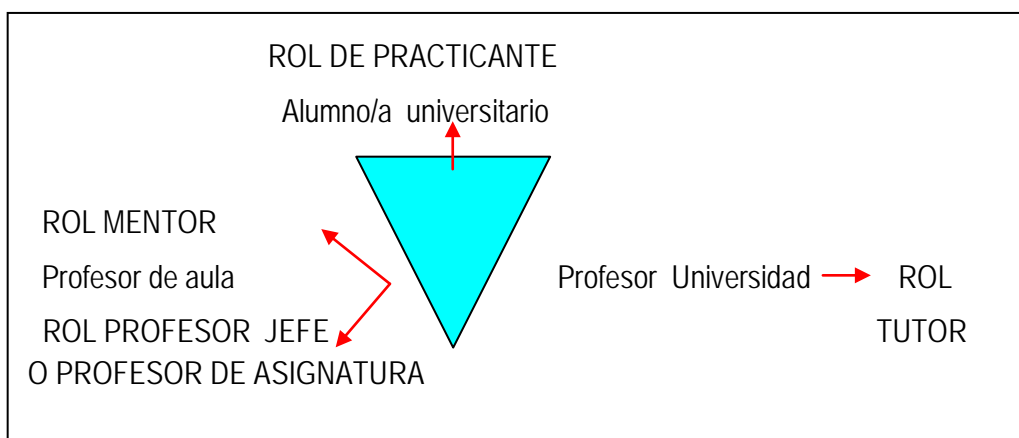 ROL DE PRACTICANTE
Alumno/a universitario
ROL MENTOR
Profesor de aula
ROL PROFESOR JEFE
O PROFESOR DE ASIGNATURA
Profesor Universidad
ROL
TUTOR